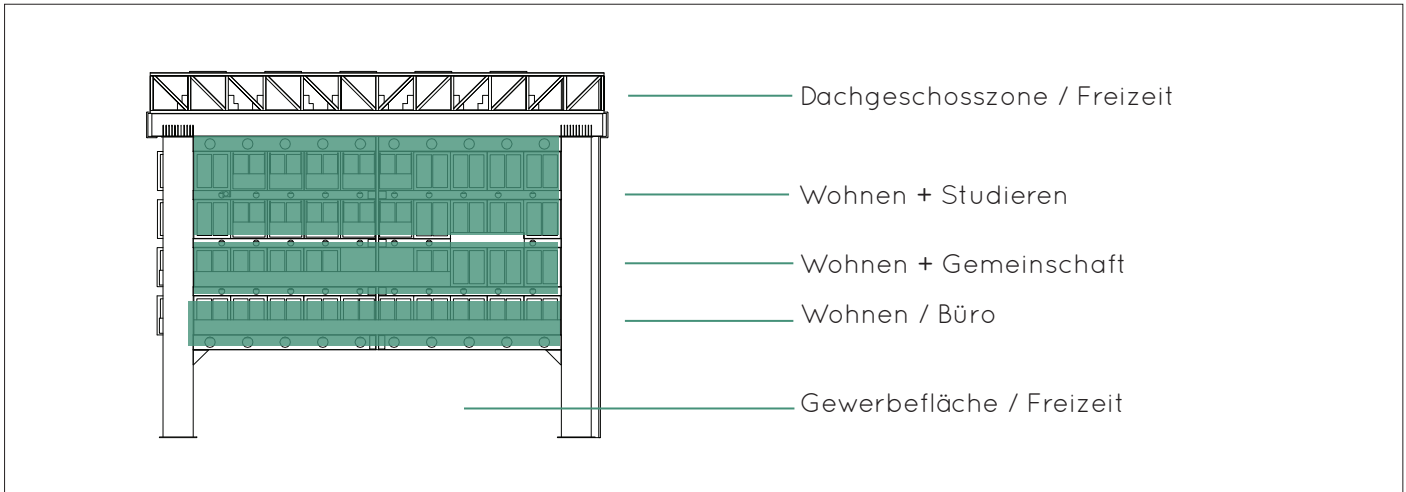 Dachgeschosszone / Freizeit
Wohnen + Studieren
Wohnen + Gemeinschaft
Wohnen / Büro
Gewerbefläche / Freizeit